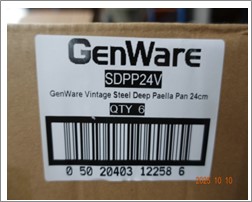 GENWARE
SDPP24V
GenWare Vintage Steel Deep Paella Pan 24cm
QTY 6
0 50 20403 12258 6
2025 10 10